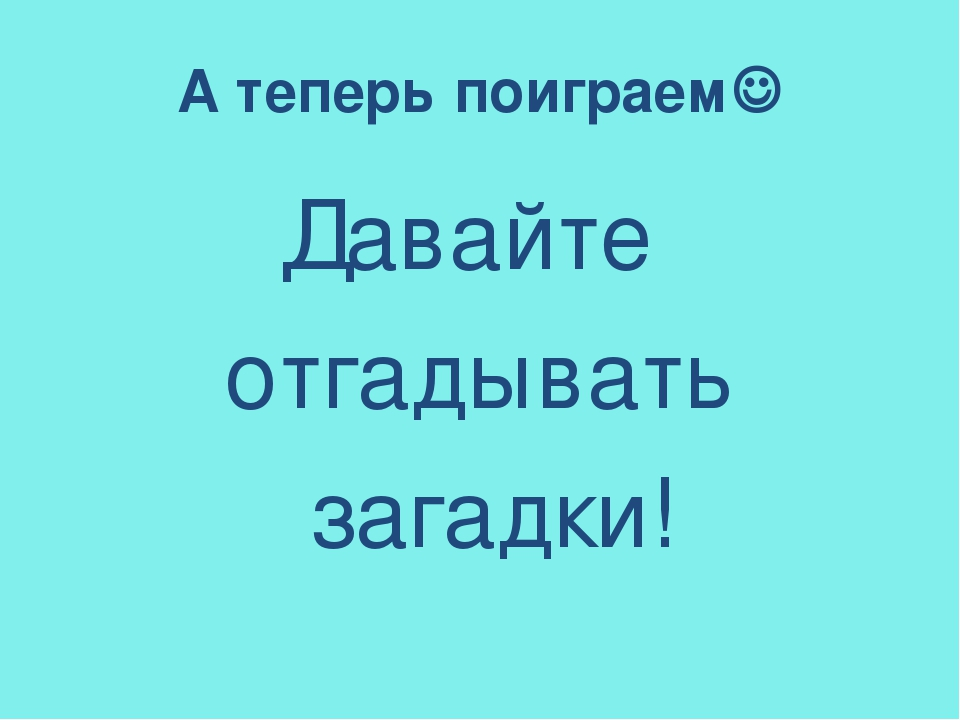 А теперь поиграем☺
Давайте
отгадывать
загадки!